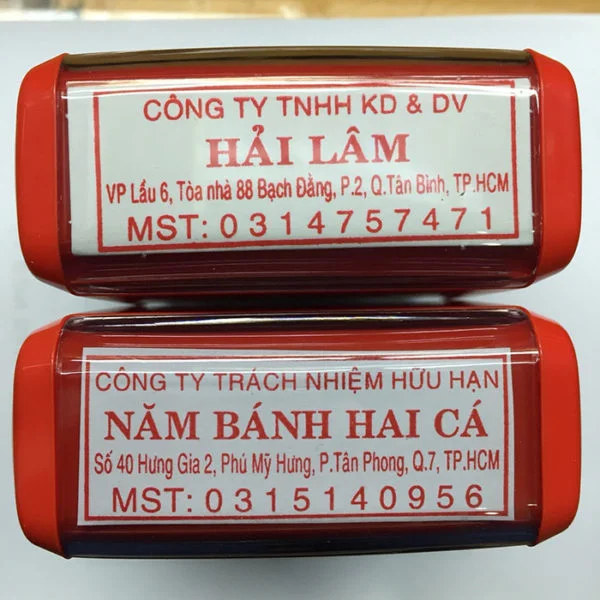 CÔNG TY TNHH KD & DV
HẢI LÂM
VP Lầu 6, Tòa nhà 88 Bạch Đằng, P.2, Q.Tân Bình, TP.HCM
MST: 0314757471
CÔNG TY TRÁCH NHIỆM HỮU HẠN
NĂM BÁNH HAI CÁ
Số 40 Hưng Gia 2, Phú Mỹ Hưng, P.Tân Phong, Q.7, TP.HCM
MST: 0315140956